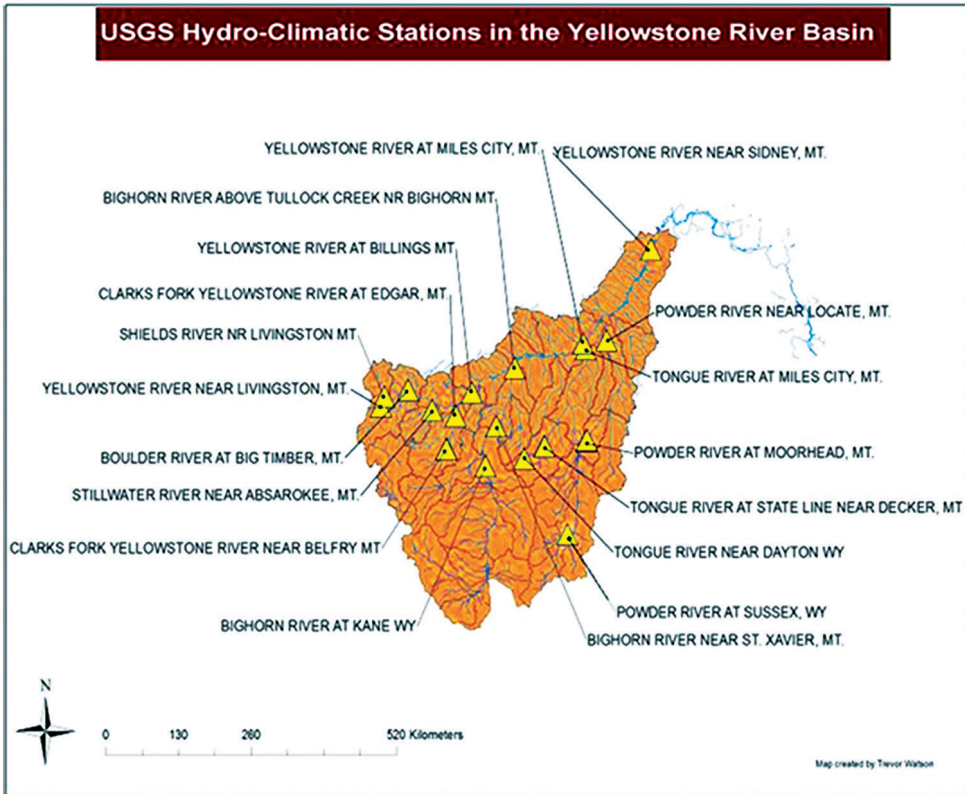 USGS Hydro-Climatic Stations in the Yellowstone River Basin
YELLOWSTONE RIVER AT MILES CITY, MT.
YELLOWSTONE RIVER NEAR SIDNEY, MT.
BIGHORN RIVER ABOVE TULLOCK CREEK NR BIGHORN MT.
YELLOWSTONE RIVER AT BILLINGS MT.
CLARKS FORK YELLOWSTONE RIVER AT EDGAR, MT.
POWDER RIVER NEAR LOCATE, MT.
SHIELDS RIVER NR LIVINGSTON MT
TONGUE RIVER AT MILES CITY, MT.
YELLOWSTONE RIVER NEAR LIVINGSTON, MT.
BOULDER RIVER AT BIG TIMBER, MT.
POWDER RIVER AT MOORHEAD, MT.
STILLWATER RIVER NEAR ABSAROKEE, MT.
TONGUE RIVER AT STATE LINE NEAR DECKER, MT
CLARKS FORK YELLOWSTONE RIVER NEAR BELFRY MT
TONGUE RIVER NEAR DAYTON WY
POWDER RIVER AT SUSSEX, WY
BIGHORN RIVER AT KANE WY
BIGHORN RIVER NEAR ST. XAVIER, MT.
N
0 130 260 520 Kilometers
Map created by Trevor Watson